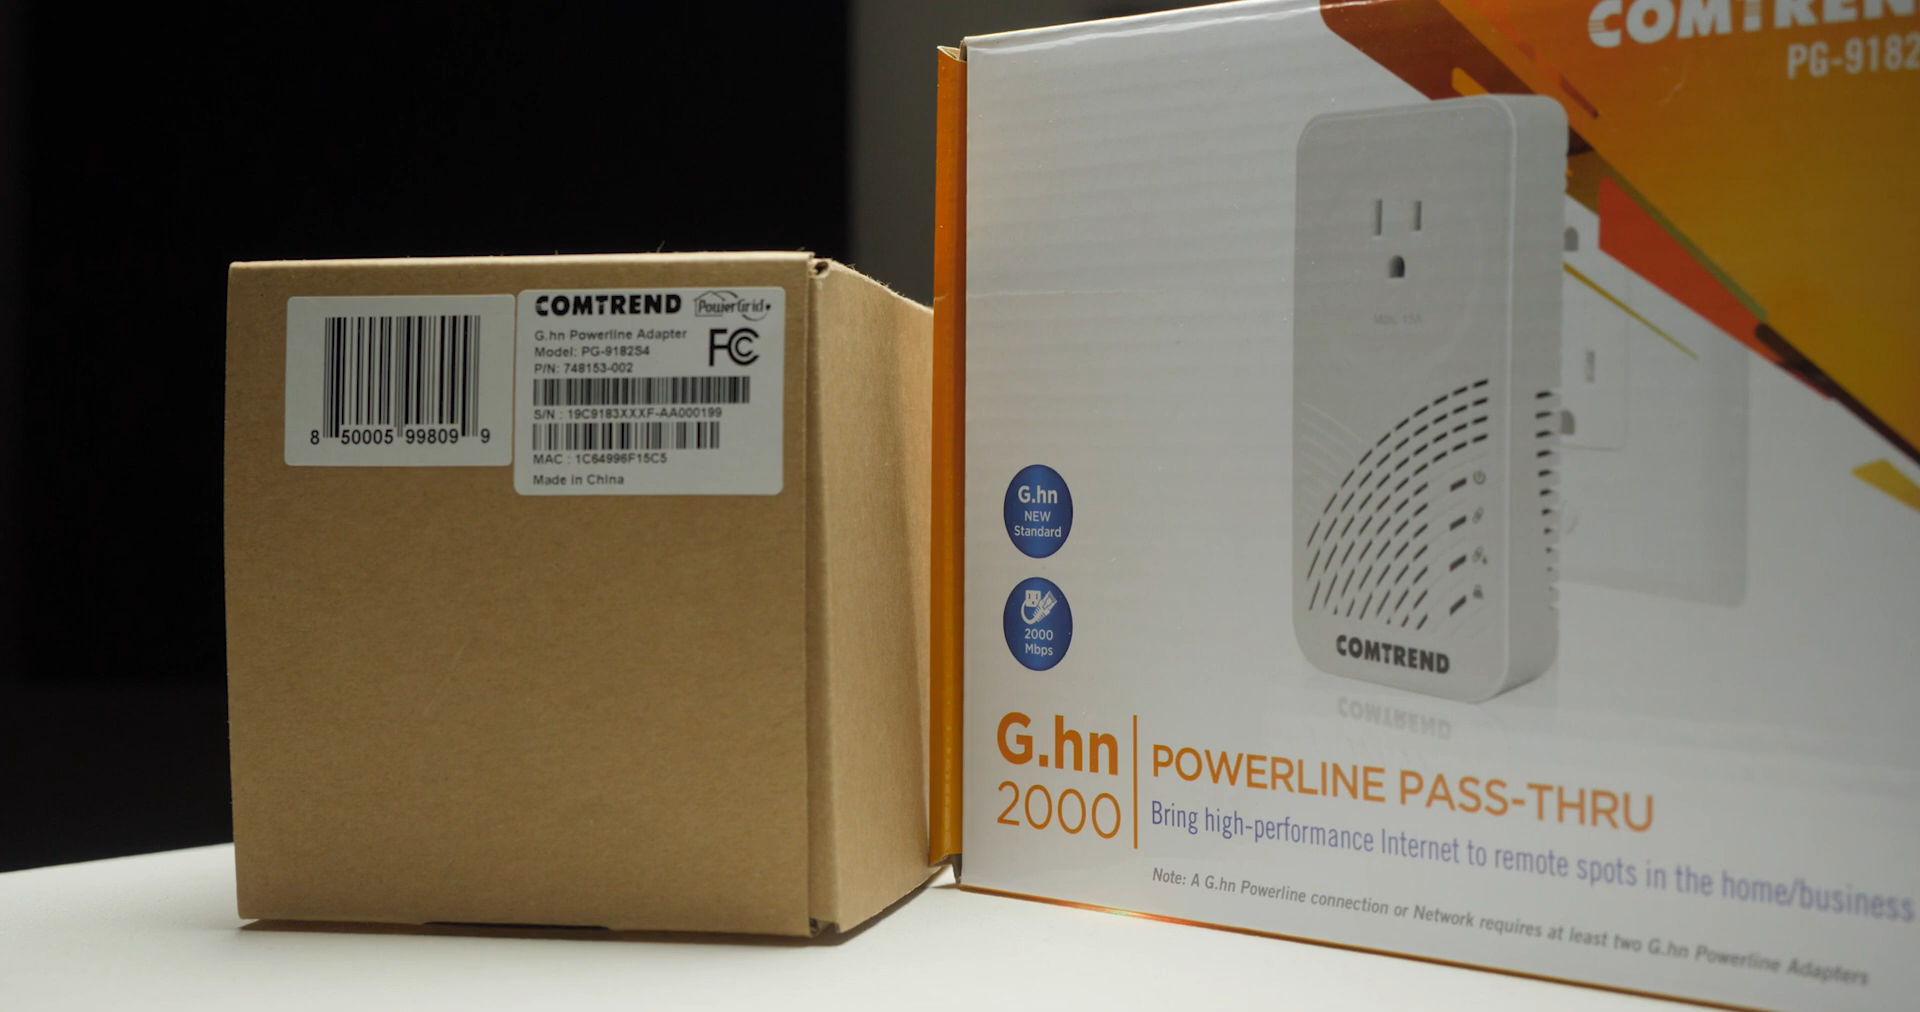 8 50005 99809 9
COMTREND PowerGrid
G.hn Powerline Adapter
Model: PG-9182S4
P/N: 748153-002
FC
S/N : 19C9183XXXF-AA000199
MAC : 1C64996F15C5
Made in China
COMTREN
PG-9182
Max. 15A
COMTREND
G.hn
NEW
Standard
2000
Mbps
G.hn
2000
POWERLINE PASS-THRU
Bring high-performance Internet to remote spots in the home/business
Note: A G.hn Powerline connection or Network requires at least two G.hn Powerline Adapters